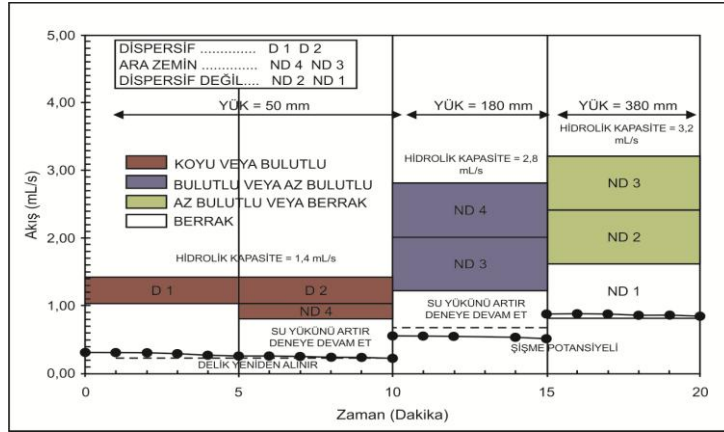 5,00
4,00
3,00
2,00
1,00
0,00
Akış (mL/s)
DİSPERSİF .............. D 1 D 2
ARA ZEMİN .............. ND 4 ND 3
DİSPERSİF DEĞİL.... ND 2 ND 1
YÜK = 50 mm
YÜK = 180 mm
YÜK = 380 mm
HİDROLİK KAPASİTE = 3,2
mL/s
HİDROLİK KAPASİTE = 2,8
mL/s
KOYU VEYA BULUTLU
BULUTLU VEYA AZ BULUTLU
AZ BULUTLU VEYA BERRAK
BERRAK
HİDROLİK KAPASİTE = 1,4 mL/s
D 1
D 2
ND 4
SU YÜKÜNÜ ARTIR
DENEYE DEVAM ET
DELİK YENİDEN ALINIR
ND 4
ND 3
SU YÜKÜNÜ ARTIR
DENEYE DEVAM ET
ND 3
ND 2
ND 1
ŞİŞME POTANSİYELİ
0
5
10
15
20
Zaman (Dakika)